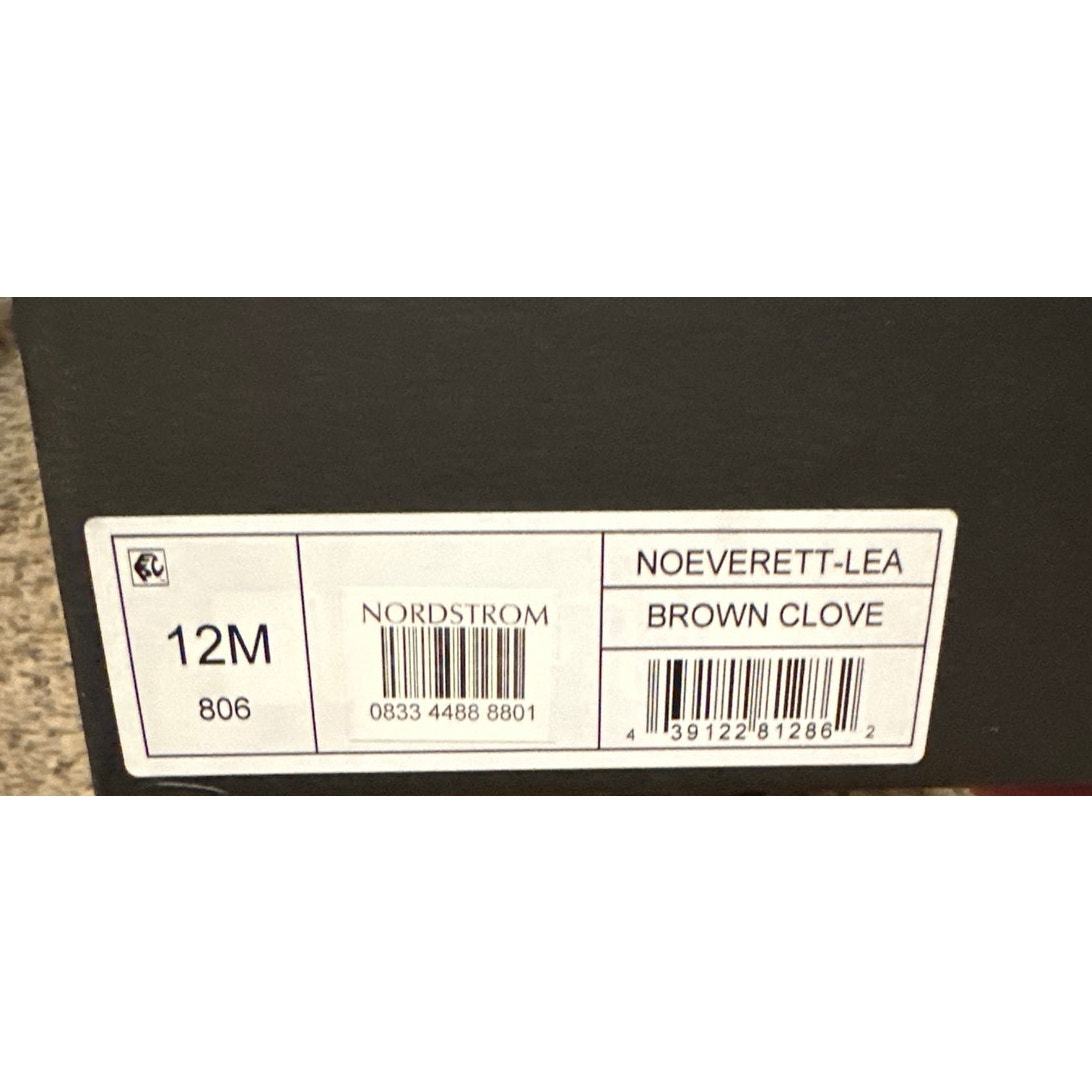 12M
806
NORDSTROM
0833 4488 8801
NOEVERETT-LEA
BROWN CLOVE
4 39122 81286 2